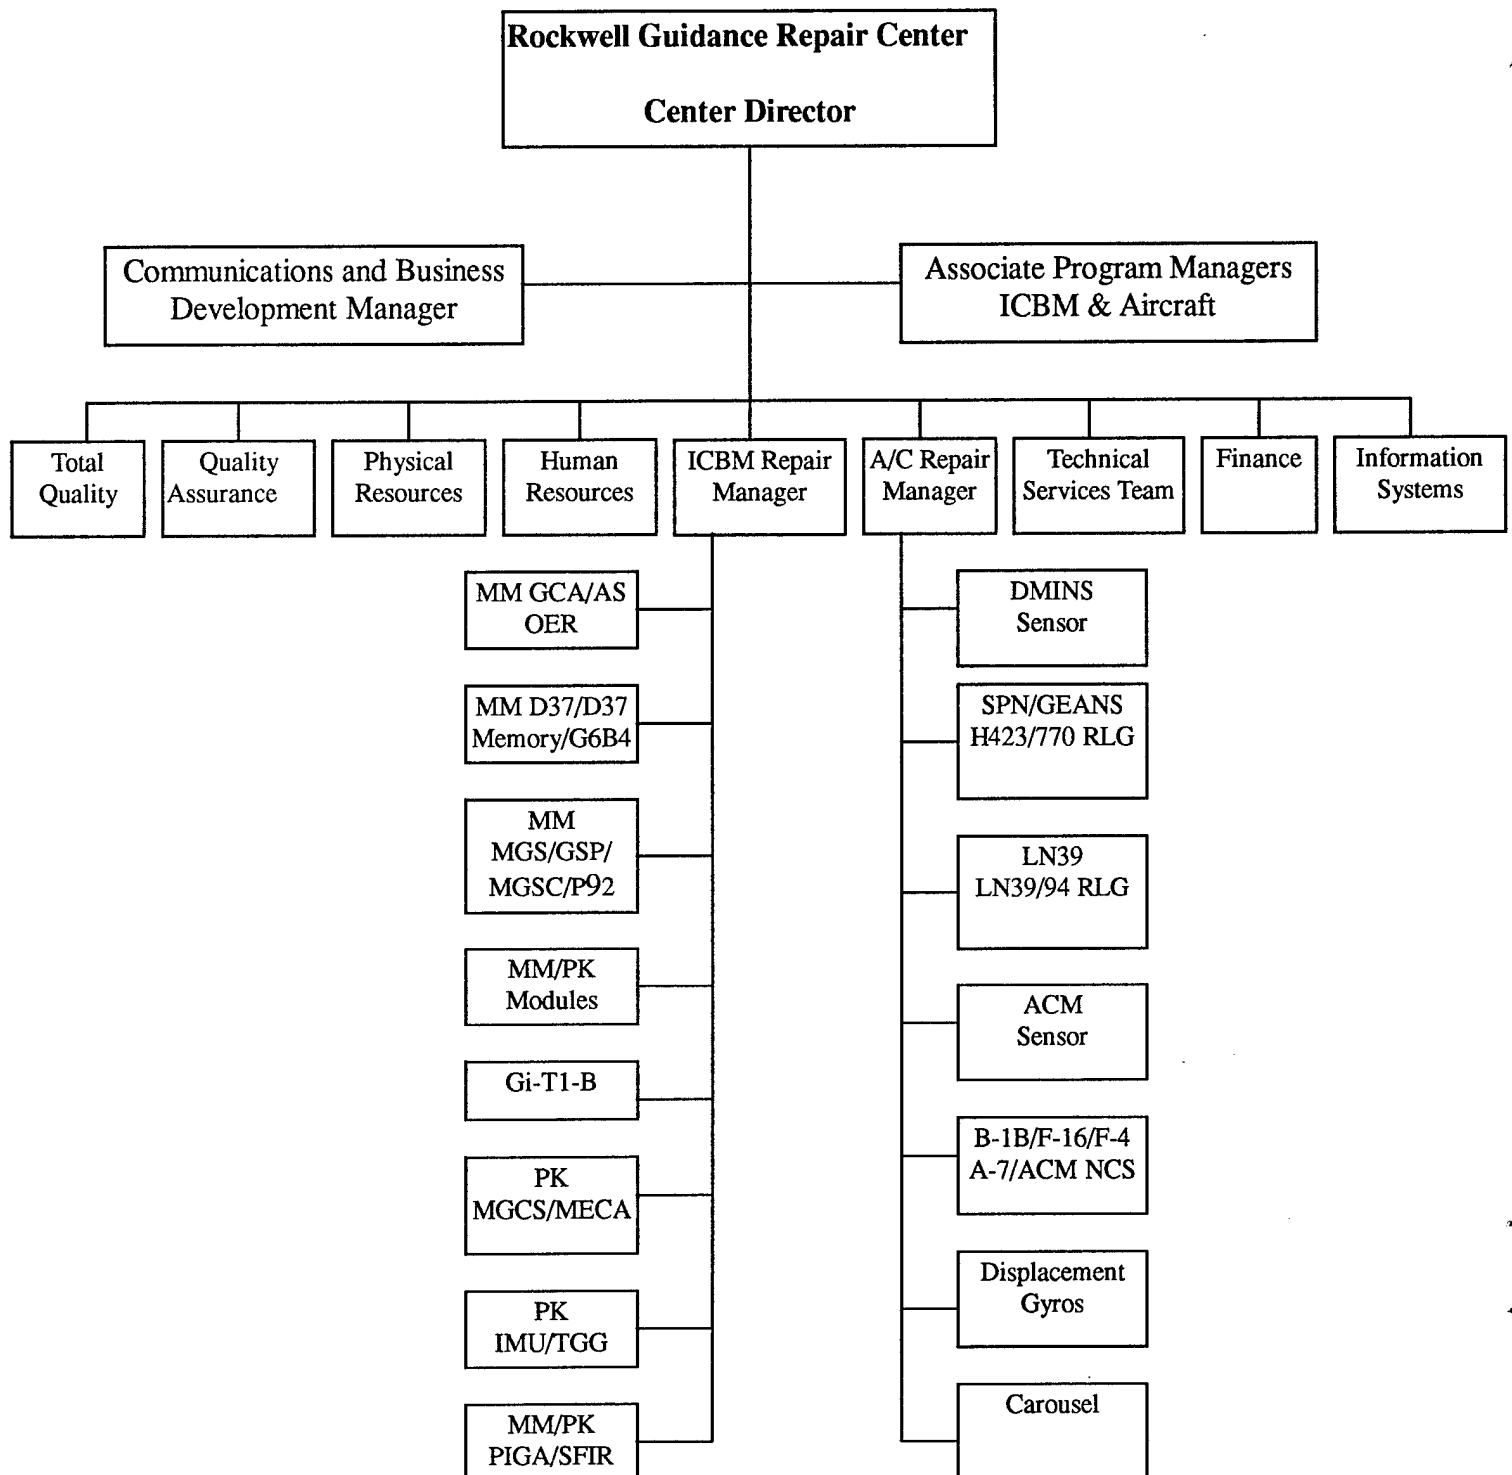 Rockwell Guidance Repair Center
Center Director
Communications and Business
Development Manager
Associate Program Managers
ICBM & Aircraft
Total
Quality
Quality
Assurance
Physical
Resources
Human
Resources
ICBM Repair
Manager
A/C Repair
Manager
Technical
Services Team
Finance
Information
Systems
MM GCA/AS
OER
MM D37/D37
Memory/G6B4
MM
MGS/GSP/
MGSC/P92
MM/PK
Modules
Gi-T1-B
PK
MGCS/MECA
PK
IMU/TGG
MM/PK
PIGA/SFIR
DMINS
Sensor
SPN/GEANS
H423/770 RLG
LN39
LN39/94 RLG
ACM
Sensor
B-1B/F-16/F-4
A-7/ACM NCS
Displacement
Gyros
Carousel